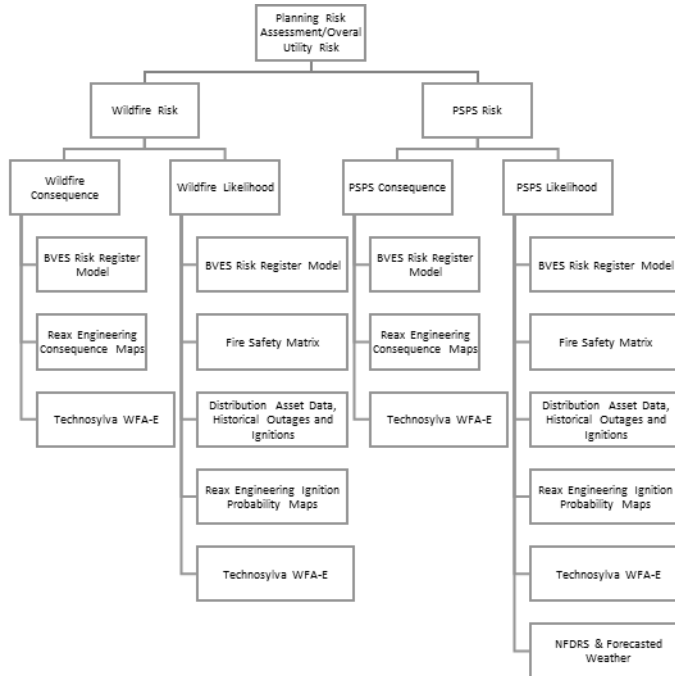 Planning Risk
Assessment/Overal
Utility Risk
Wildfire Risk
PSPS Risk
Wildfire
Consequence
Wildfire Likelihood
PSPS Consequence
PSPS Likelihood
BVES Risk Register
Model
BVES Risk Register Model
BVES Risk Register
Model
BVES Risk Register Model
Reax Engineering
Consequence Maps
Fire Safety Matrix
Reax Engineering
Consequence Maps
Fire Safety Matrix
Technosylva WFA-E
Distribution Asset Data,
Historical Outages and
Ignitions
Technosylva WFA-E
Distribution Asset Data,
Historical Outages and
Ignitions
Reax Engineering Ignition
Probability Maps
Reax Engineering Ignition
Probability Maps
Technosylva WFA-E
Technosylva WFA-E
NFDRS & Forecasted
Weather